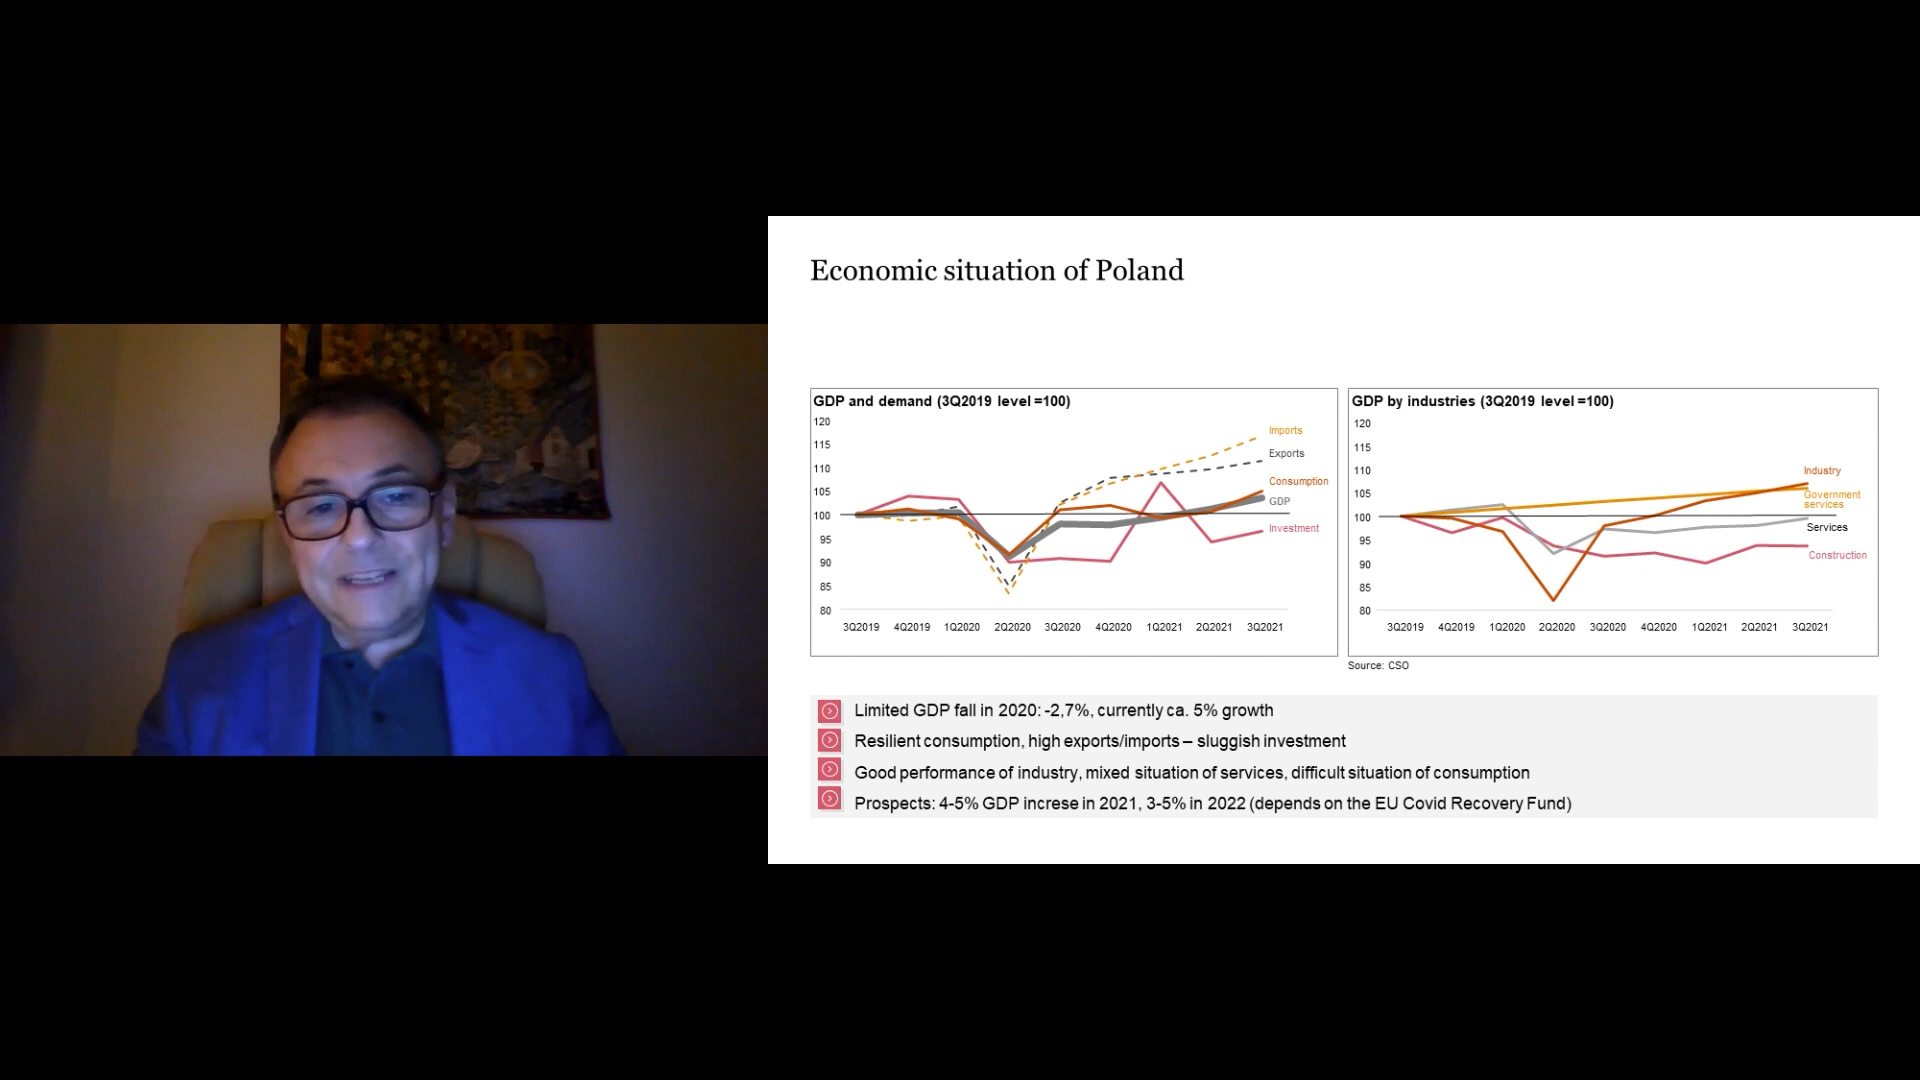 Economic situation of Poland
GDP and demand (3Q2019 level =100)
120
115
110
105
100
95
90
85
80
Imports
Exports
Consumption
GDP
Investment
3Q2019 4Q2019 1Q2020 2Q2020 3Q2020 4Q2020 1Q2021 2Q2021 3Q2021
GDP by industries (3Q2019 level =100)
120
115
110
105
100
95
90
85
80
Industry
Government
services
Services
Construction
3Q2019 4Q2019 1Q2020 2Q2020 3Q2020 4Q2020 1Q2021 2Q2021 3Q2021
Source: CSO
Limited GDP fall in 2020: -2,7%, currently ca. 5% growth
Resilient consumption, high exports/imports – sluggish investment
Good performance of industry, mixed situation of services, difficult situation of consumption
Prospects: 4-5% GDP increse in 2021, 3-5% in 2022 (depends on the EU Covid Recovery Fund)